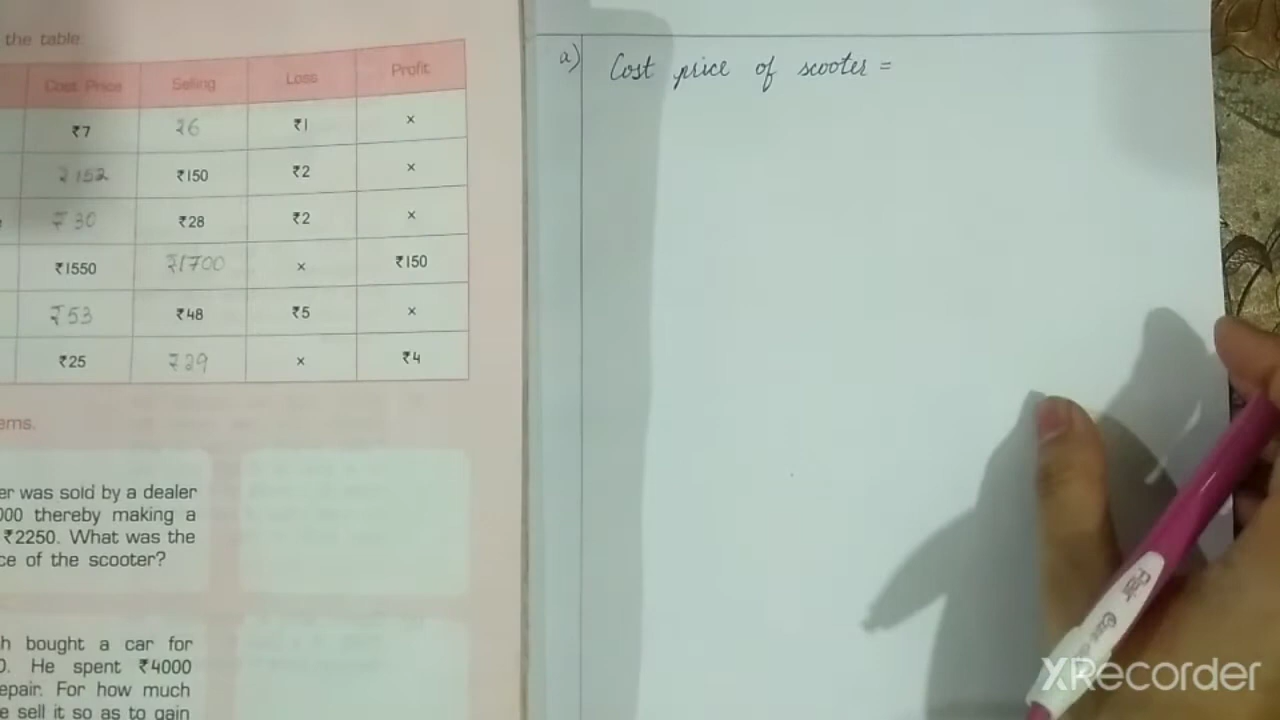 the table.
Cost Price Selling Loss Profit
₹7 ₹6 ₹1 ×
₹152 ₹150 ₹2 ×
₹30 ₹28 ₹2 ×
₹1550 ₹1700 × ₹150
₹53 ₹48 ₹5 ×
₹25 ₹29 × ₹4
ems.
er was sold by a dealer
000 thereby making a
₹2250. What was the
ce of the scooter?
h bought a car for
0. He spent ₹4000
epair. For how much
e sell it so as to gain
a) Cost price of scooter =
Flair
XRecorder